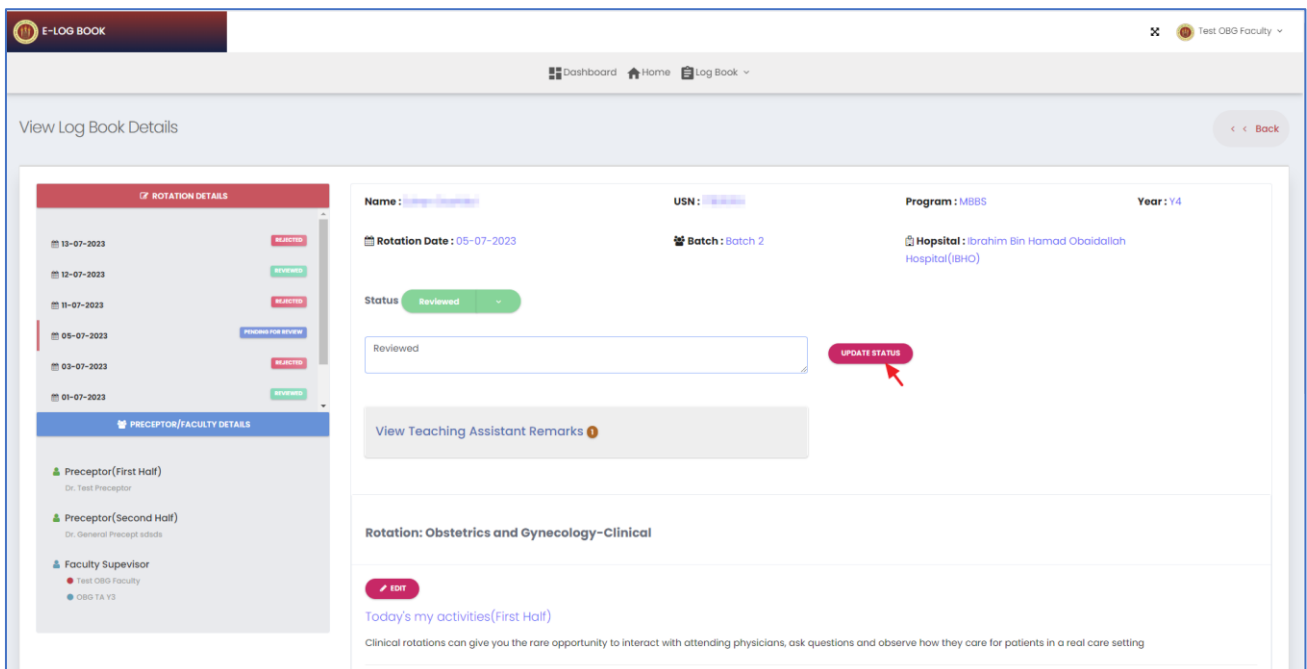 E-LOG BOOK
Test OBG Faculty
Dashboard Home Log Book
View Log Book Details
< < Back
ROTATION DETAILS
13-07-2023 REJECTED
12-07-2023 REVIEWED
11-07-2023 REJECTED
05-07-2023 PENDING FOR REVIEW
03-07-2023 REJECTED
01-07-2023 REVIEWED
PRECEPTOR/FACULTY DETAILS
Preceptor(First Half)
Dr. Test Preceptor
Preceptor(Second Half)
Dr. General Precept sdsds
Faculty Supevisor
Test OBG Faculty
OBG TA Y3
Name : USN : Program : MBBS Year : Y4
Rotation Date : 05-07-2023 Batch : Batch 2 Hopsital : Ibrahim Bin Hamad Obaidallah
Hospital(IBHO)
Status Reviewed
Reviewed
UPDATE STATUS
View Teaching Assistant Remarks 1
Rotation: Obstetrics and Gynecology-Clinical
EDIT
Today's my activities(First Half)
Clinical rotations can give you the rare opportunity to interact with attending physicians, ask questions and observe how they care for patients in a real care setting